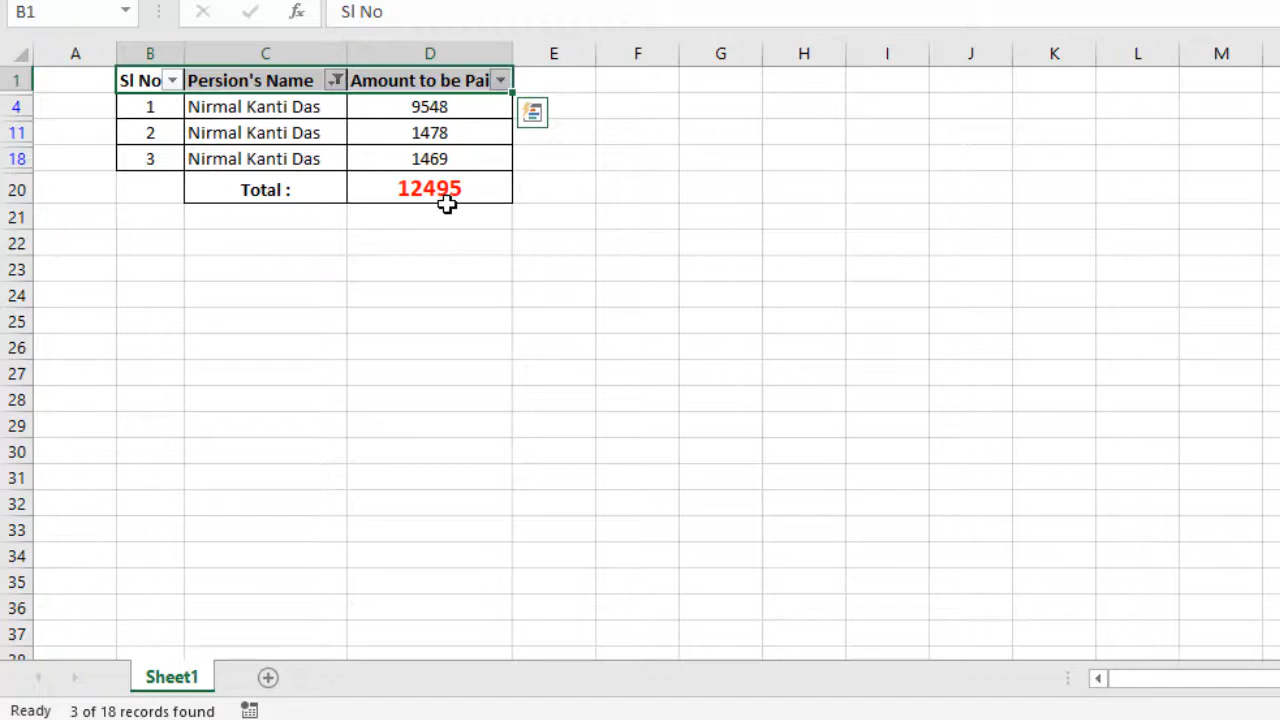 B1 fx Sl No
A B C D E F G H I J K L M
1 Sl No Persion's Name Amount to be Pai
4 1 Nirmal Kanti Das 9548
11 2 Nirmal Kanti Das 1478
18 3 Nirmal Kanti Das 1469
20 Total : 12495
21
22
23
24
25
26
27
28
29
30
31
32
33
34
35
36
37
38
Sheet1
Ready 3 of 18 records found